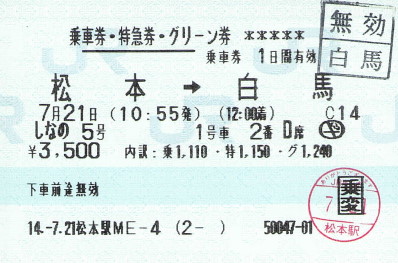 乗車券・特急券・グリーン券 *****
無効
白馬
乗車券 1日間有効
松本 → 白馬
7月21日 (10:55発) (12:00着) C14
しなの 5号 1号車 2番 D席
¥3,500 内訳:乗1,110・特1,150・グ1,240
下車前途無効
乗変
7
松本駅
14.-7.21松本駅ME-4 (2- ) 50047-01